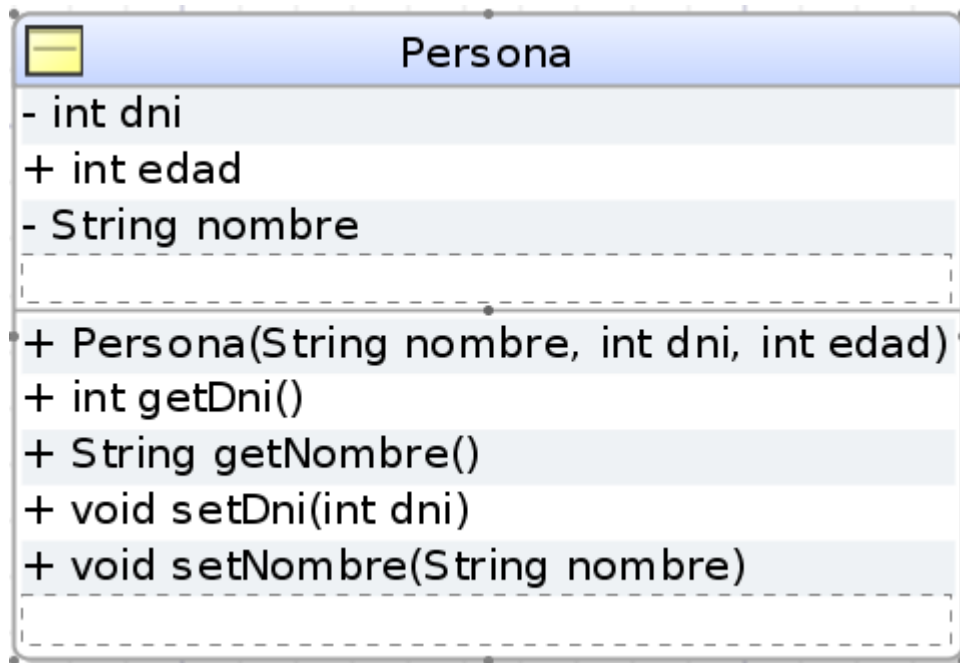 Persona
- int dni
+ int edad
- String nombre
+ Persona(String nombre, int dni, int edad)
+ int getDni()
+ String getNombre()
+ void setDni(int dni)
+ void setNombre(String nombre)